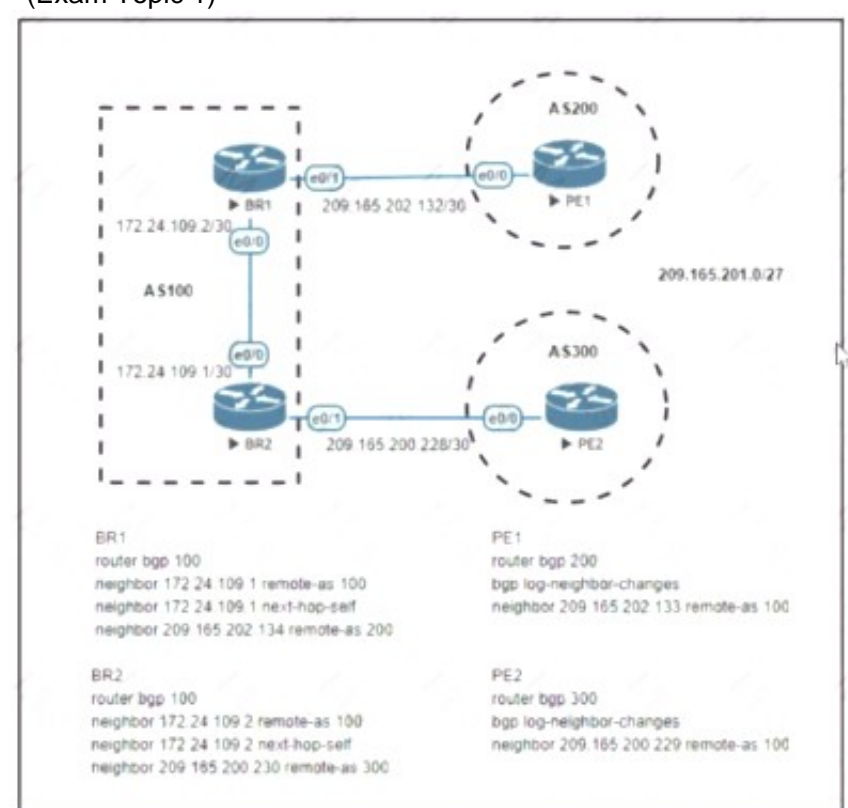 (Exam Topic 1)
AS200
e0/1
e0/0
BR1
209.165.202 132/30
PE1
172 24 109.2/30
e0/0
209.165.201.0/27
AS100
AS300
e0/0
172 24 109 1/30
e0/1
e0/0
BR2
209 165 200 228/30
PE2
BR1
router bgp 100
neighbor 172 24 109 1 remote-as 100
neighbor 172 24 109 1 next-hop-self
neighbor 209 165 202 134 remote-as 200
PE1
router bgp 200
bgp log-neighbor-changes
neighbor 209 165 202 133 remote-as 100
BR2
router bgp 100
neighbor 172 24 109 2 remote-as 100
neighbor 172 24 109 2 next-hop-self
neighbor 209 165 200 230 remote-as 300
PE2
router bgp 300
bgp log-neighbor-changes
neighbor 209.165 200 229 remote-as 100